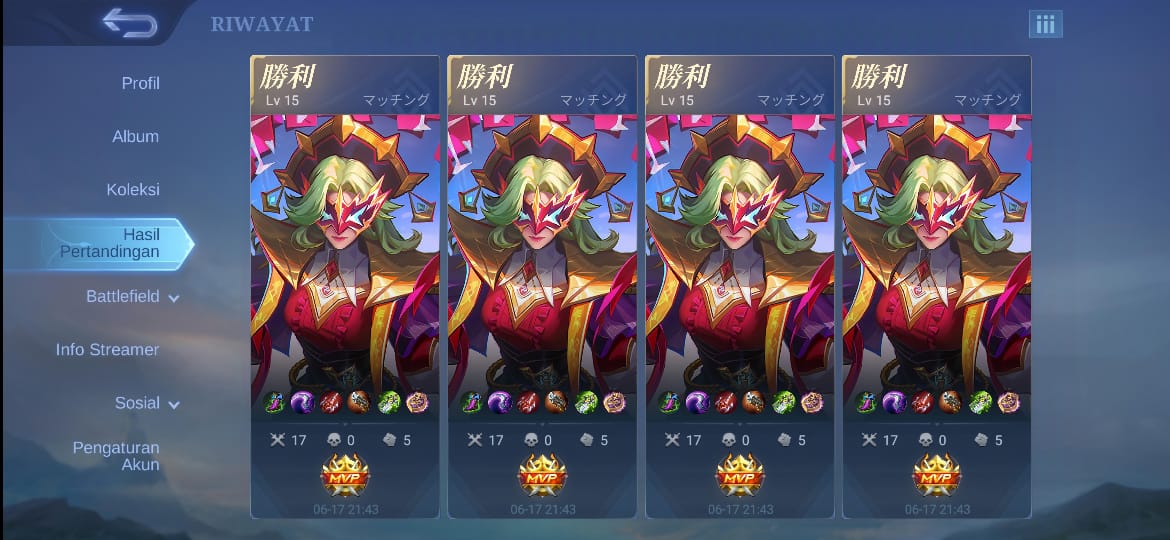 RIWAYAT
Profil
Album
Koleksi
Hasil
Pertandingan
Battlefield
Info Streamer
Sosial
Pengaturan
Akun
勝利
Lv 15 マッチング
17 0 5
MVP
06-17 21:43
勝利
Lv 15 マッチング
17 0 5
MVP
06-17 21:43
勝利
Lv 15 マッチング
17 0 5
MVP
06-17 21:43
勝利
Lv 15 マッチング
17 0 5
MVP
06-17 21:43